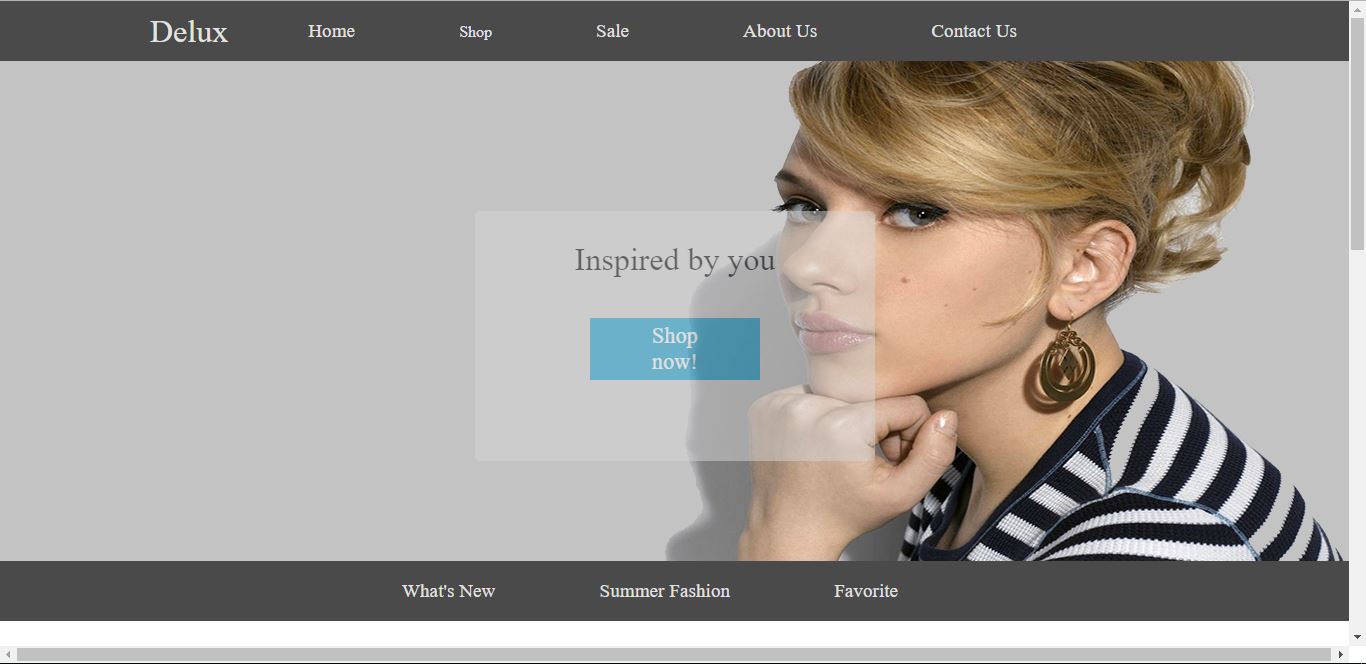 Delux Home Shop Sale About Us Contact Us
Inspired by you
Shop
now!
What's New Summer Fashion Favorite